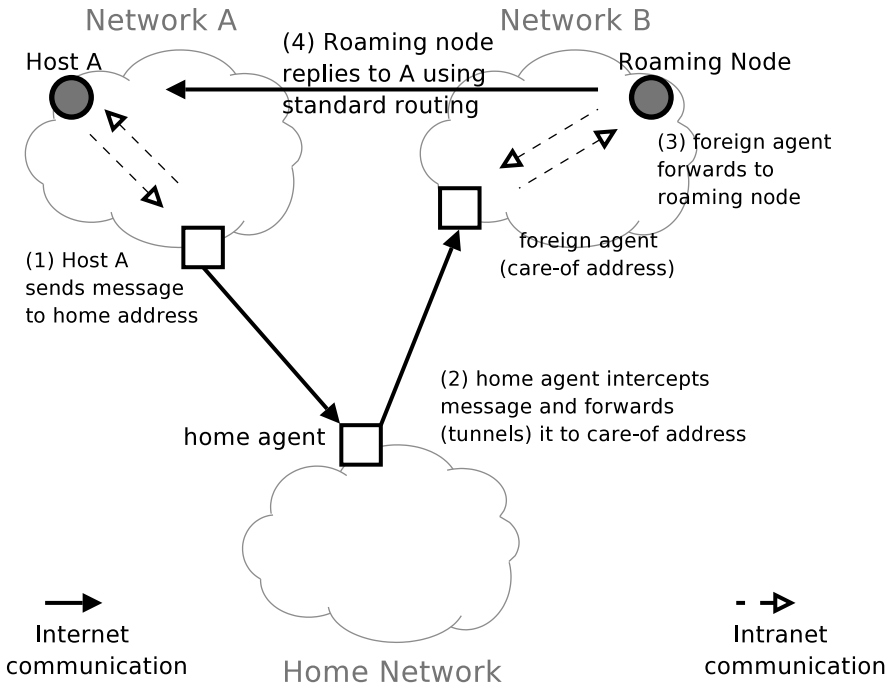 Network A
Network B
Host A
(4) Roaming node
replies to A using
standard routing
Roaming Node
(3) foreign agent
forwards to
roaming node
foreign agent
(care-of address)
(1) Host A
sends message
to home address
(2) home agent intercepts
message and forwards
(tunnels) it to care-of address
home agent
Internet
communication
Intranet
communication
Home Network